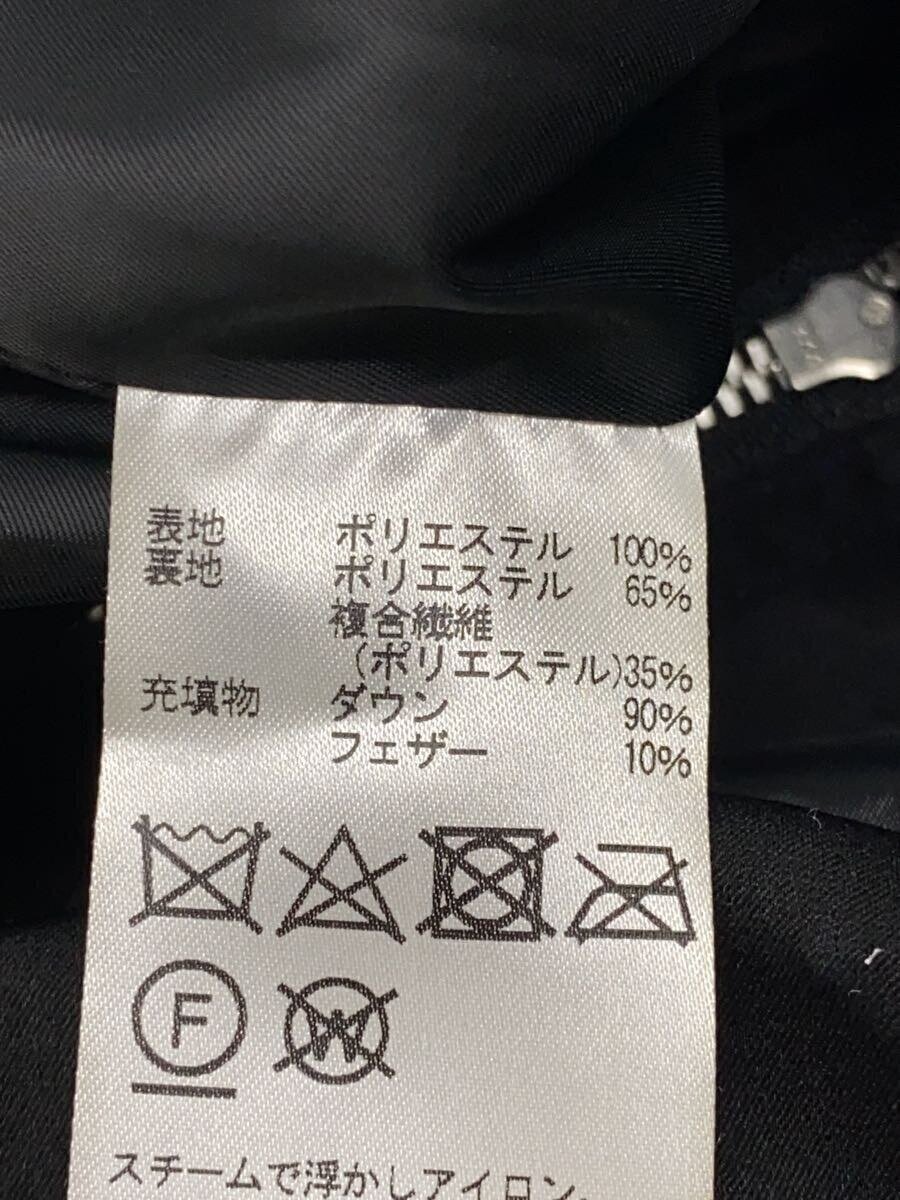 表地 ポリエステル 100%
裏地 ポリエステル 65%
複合繊維
(ポリエステル)35%
充填物 ダウン 90%
フェザー 10%
F W
スチームで浮かしアイロン。